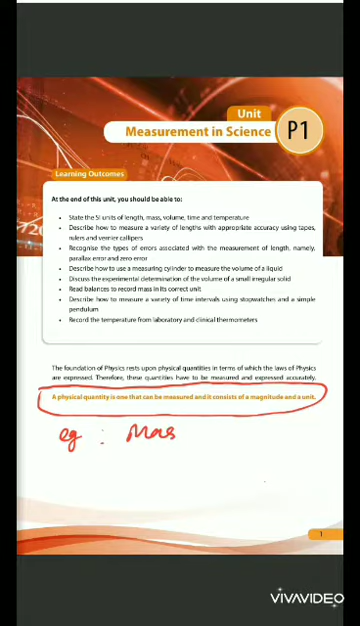 Unit
Measurement in Science
P1
Learning Outcomes
At the end of this unit, you should be able to:
• State the SI units of length, mass, volume, time and temperature
• Describe how to measure a variety of lengths with appropriate accuracy using tapes,
rulers and vernier callipers
• Recognise the types of errors associated with the measurement of length, namely,
parallax error and zero error
• Describe how to use a measuring cylinder to measure the volume of a liquid
• Discuss the experimental determination of the volume of a small irregular solid
• Read balances to record mass in its correct unit
• Describe how to measure a variety of time intervals using stopwatches and a simple
pendulum
• Record the temperature from laboratory and clinical thermometers
The foundation of Physics rests upon physical quantities in terms of which the laws of Physics
are expressed. Therefore, these quantities have to be measured and expressed accurately.
A physical quantity is one that can be measured and it consists of a magnitude and a unit.
eg : Mas
1
VIVAVIDEO